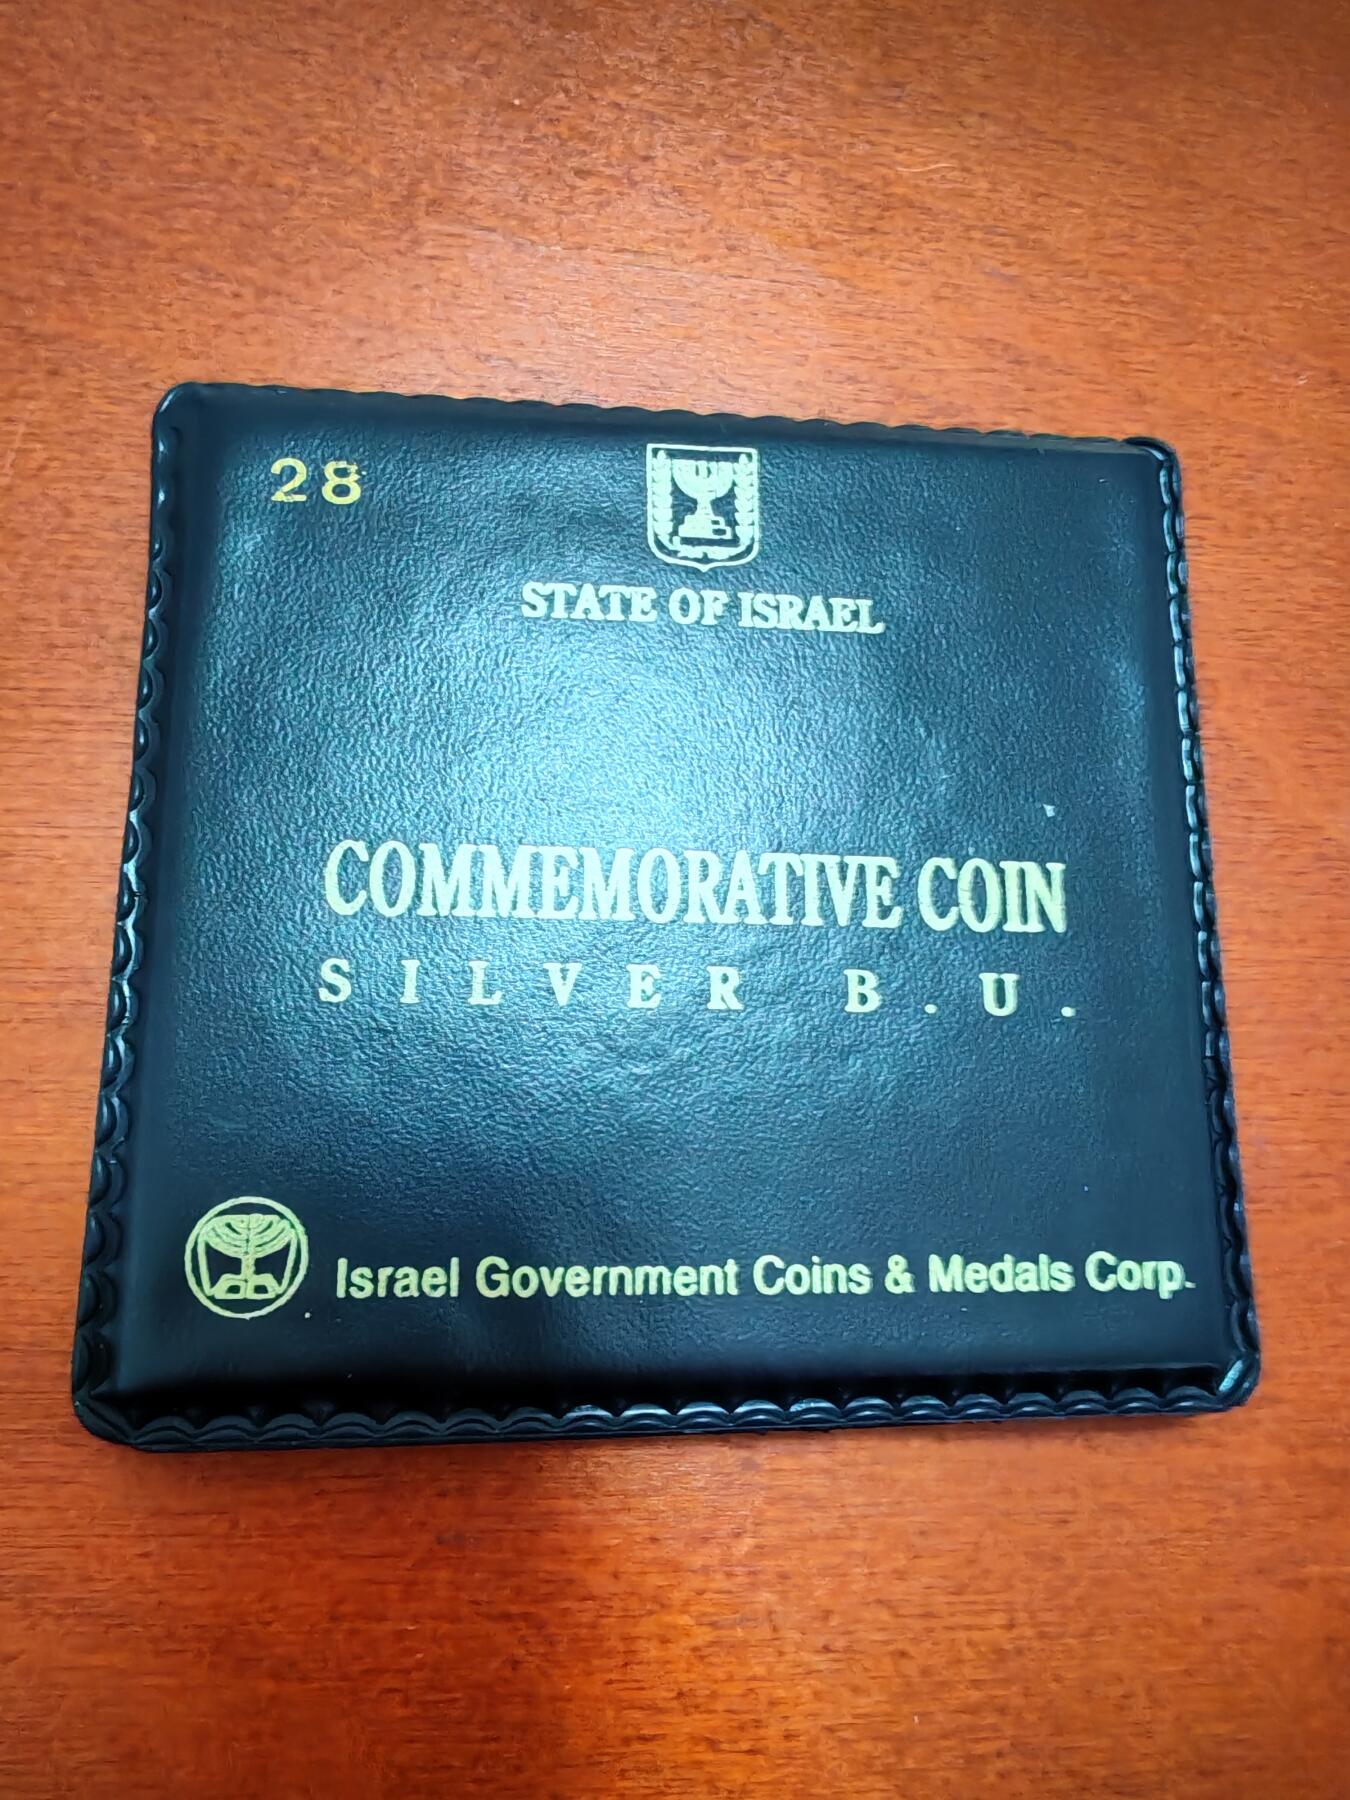 28
STATE OF ISRAEL
COMMEMORATIVE COIN
SILVER B.U.
Israel Government Coins & Medals Corp.